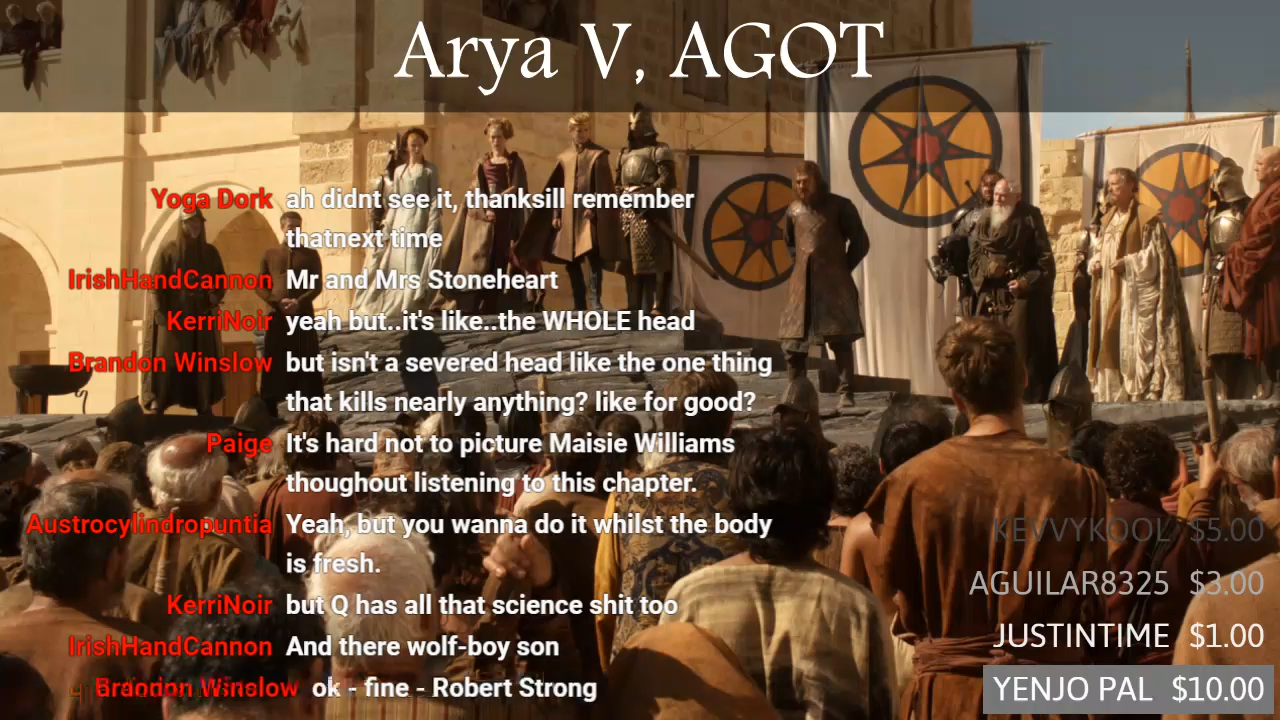 Arya V, AGOT
Yoga Dork ah didnt see it, thanksill remember
thatnext time
IrishHandCannon Mr and Mrs Stoneheart
KerriNoir yeah but..it's like..the WHOLE head
Brandon Winslow but isn't a severed head like the one thing
that kills nearly anything? like for good?
Paige It's hard not to picture Maisie Williams
thoughout listening to this chapter.
Austrocylindropuntia Yeah, but you wanna do it whilst the body
is fresh.
KerriNoir but Q has all that science shit too
IrishHandCannon And there wolf-boy son
Brandon Winslow ok - fine - Robert Strong
KEVVYKOOL $5.00
AGUILAR8325 $3.00
JUSTINTIME $1.00
YENJO PAL $10.00